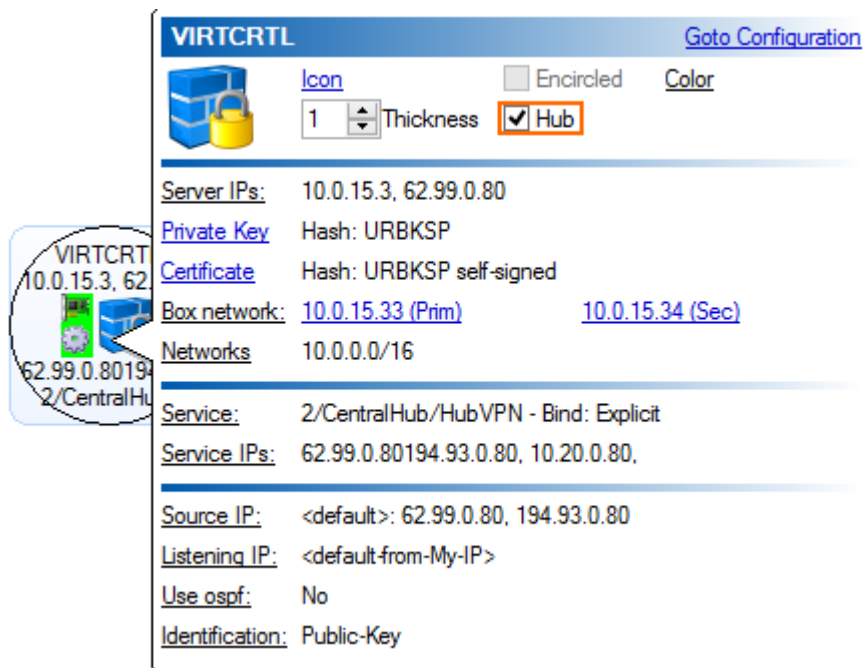 VIRTCRTL Goto Configuration
Icon Encircled Color
1 Thickness Hub
Server IPs: 10.0.15.3, 62.99.0.80
Private Key Hash: URBKSP
Certificate Hash: URBKSP self-signed
Box network: 10.0.15.33 (Prim) 10.0.15.34 (Sec)
Networks 10.0.0.0/16
Service: 2/CentralHub/HubVPN - Bind: Explicit
Service IPs: 62.99.0.80194.93.0.80, 10.20.0.80,
Source IP: <default>: 62.99.0.80, 194.93.0.80
Listening IP: <default-from-My-IP>
Use ospf: No
Identification: Public-Key
VIRTCRT
10.0.15.3, 62.
62.99.0.80194
2/CentralHu